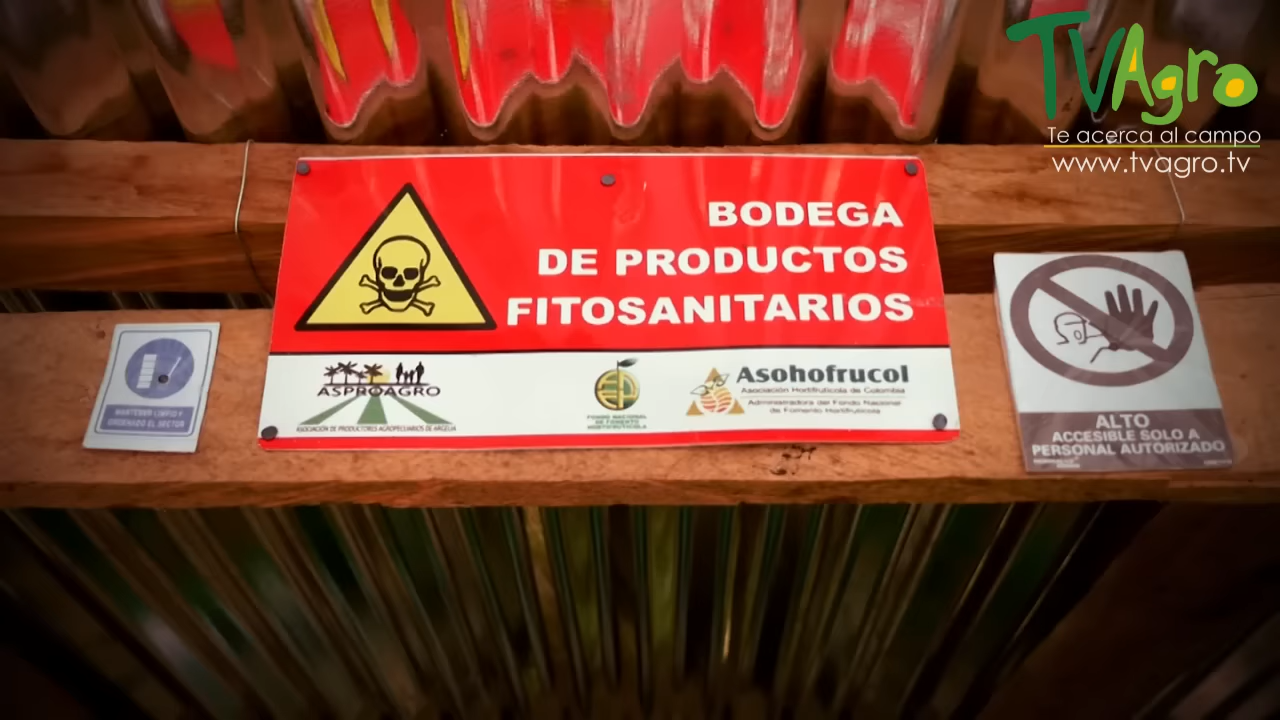 TVAgro
Te acerca al campo
www.tvagro.tv
BODEGA
DE PRODUCTOS
FITOSANITARIOS
ASPROAGRO
ASOCIACIÓN DE PRODUCTORES AGROPECUARIOS DE ARGELIA
FONDO NACIONAL
DE FOMENTO
HORTIFRUTÍCOLA
Asohofrucol
Asociación Hortifrutícola de Colombia
Administradora del Fondo Nacional
de Fomento Hortifrutícola
MANTENER LIMPIO Y
ORDENADO EL SECTOR
ALTO
ACCESIBLE SOLO A
PERSONAL AUTORIZADO